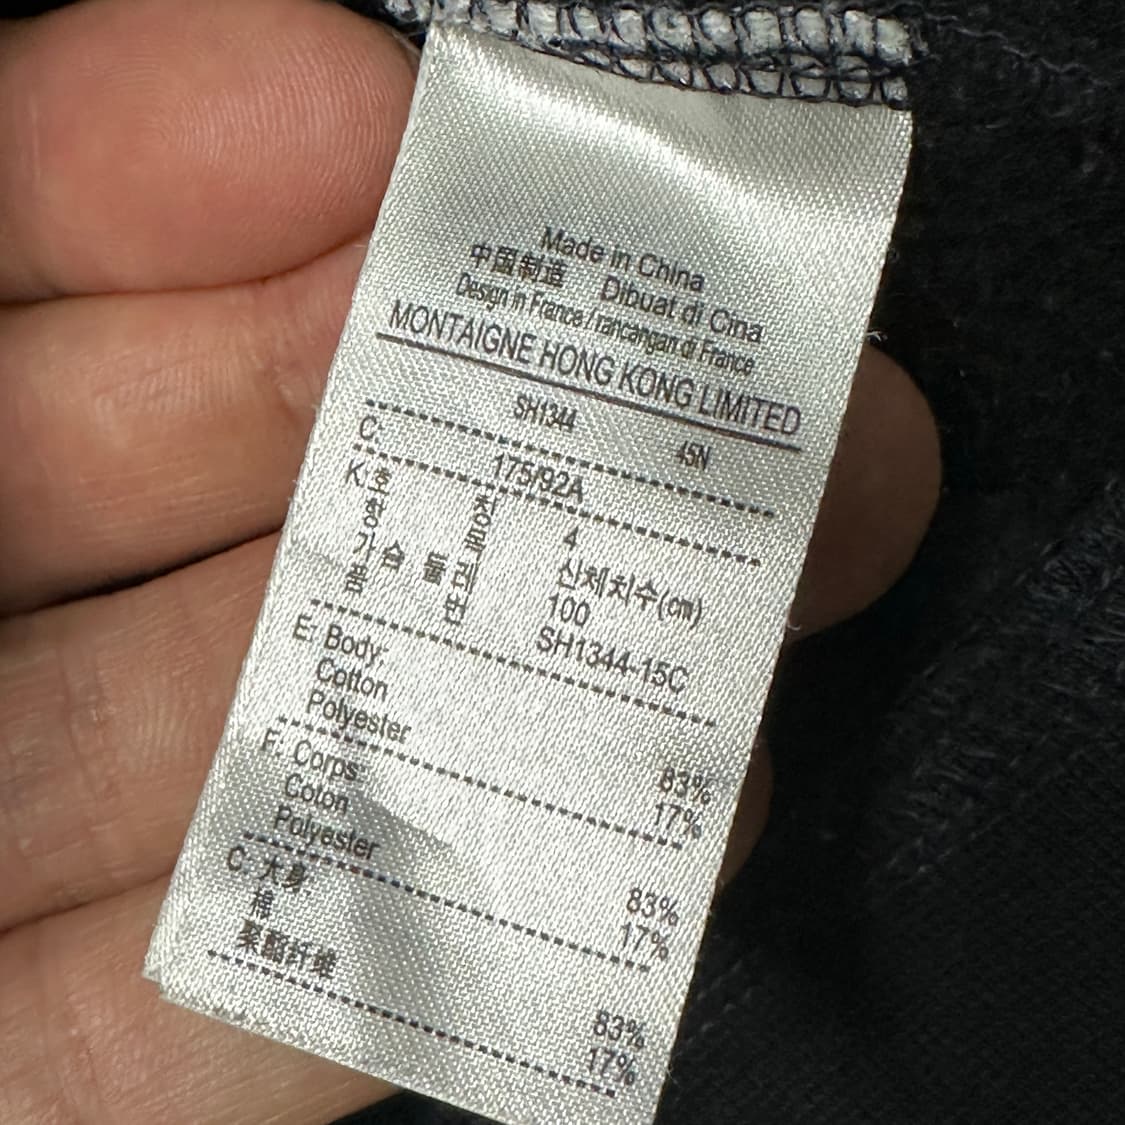 Made in China
中国制造 Dibuat di Cina
Design in France/rancangan di France
MONTAIGNE HONG KONG LIMITED
SH1344 45N
C: 175/92A
K: 호칭 4
신체치수(cm)
가슴둘레 100
품번 SH1344-15C
E: Body:
Cotton 83%
Polyester 17%
F: Corps:
Coton 83%
Polyester 17%
C: 大身
棉 83%
聚酯纤维 17%